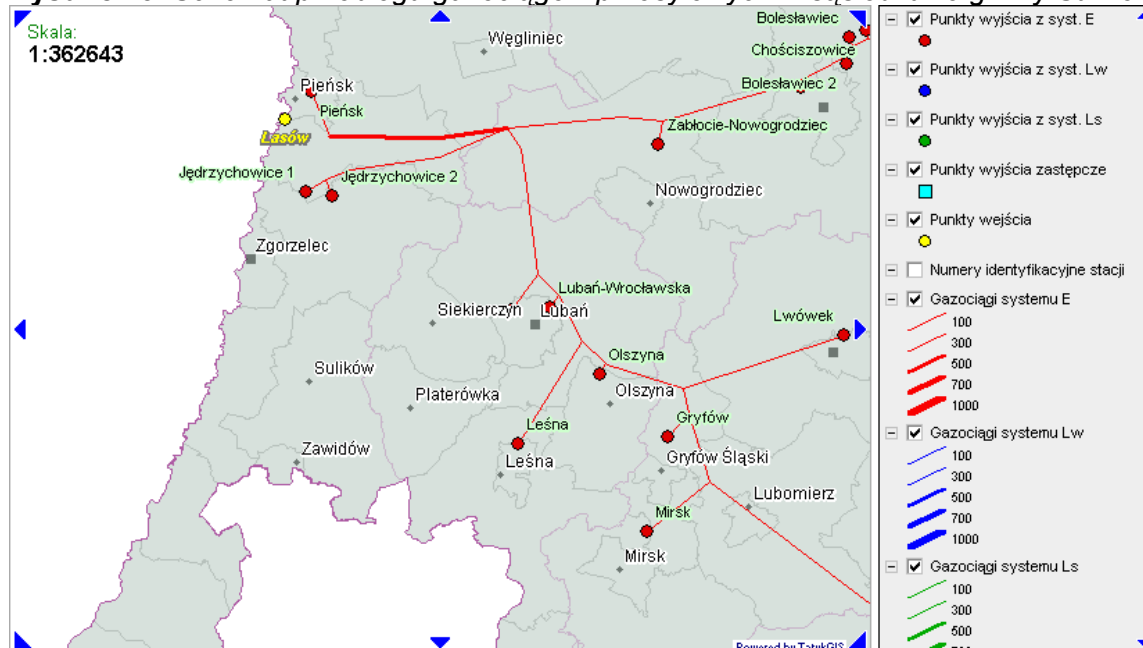 Skala:
1:362643
Bolesławiec
Węgliniec
Chościszowice
Pieńsk
Bolesławiec 2
Pieńsk
Lasów
Zabłocie-Nowogrodziec
Jędrzychowice 1
Jędrzychowice 2
Nowogrodziec
Zgorzelec
Lubań-Wrocławska
Siekierczyn
Lubań
Lwówek
Olszyna
Sulików
Platerówka
Olszyna
Leśna
Gryfów
Zawidów
Leśna
Gryfów Śląski
Lubomierz
Mirsk
Mirsk
Powered by TatukGIS
Punkty wyjścia z syst. E
Punkty wyjścia z syst. Lw
Punkty wyjścia z syst. Ls
Punkty wyjścia zastępcze
Punkty wejścia
Numery identyfikacyjne stacji
Gazociągi systemu E
100
300
500
700
1000
Gazociągi systemu Lw
100
300
500
700
1000
Gazociągi systemu Ls
100
300
500